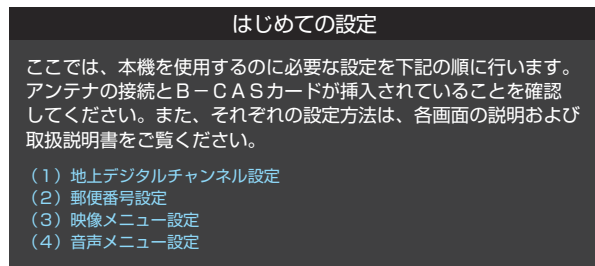 はじめての設定
ここでは、本機を使用するのに必要な設定を下記の順に行います。
アンテナの接続とＢ－ＣＡＳカードが挿入されていることを確認
してください。また、それぞれの設定方法は、各画面の説明および
取扱説明書をご覧ください。
（１）地上デジタルチャンネル設定
（２）郵便番号設定
（３）映像メニュー設定
（４）音声メニュー設定